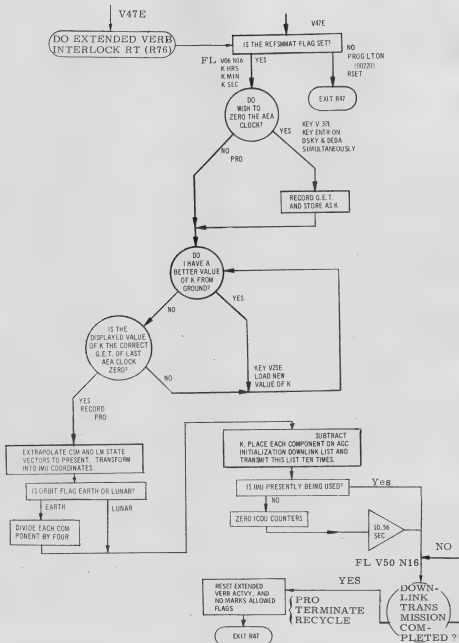 V47E
V47E
DO EXTENDED VERB
INTERLOCK RT (R76)
IS THE REFSMMAT FLAG SET?
NO
PROG LT ON
(00220)
RSET
FL V06 N16
K HRS
K MIN
K SEC
YES
EXIT R47
DO
WISH TO
ZERO THE AEA
CLOCK?
YES
KEY V 37E
KEY ENTR ON
DSKY & DEDA
SIMULTANEOUSLY
NO
PRO
RECORD G.E.T.
AND STORE AS K
DO
I HAVE A
BETTER VALUE
OF K FROM
GROUND?
NO
YES
IS THE
DISPLAYED VALUE
OF K THE CORRECT
G.E.T. OF LAST
AEA CLOCK
ZERO?
NO
KEY V25E
LOAD NEW
VALUE OF K
YES
RECORD
PRO
EXTRAPOLATE CSM AND LM STATE
VECTORS TO PRESENT. TRANSFORM
INTO IMU COORDINATES.
IS ORBIT FLAG EARTH OR LUNAR?
EARTH
LUNAR
DIVIDE EACH COM-
PONENT BY FOUR
SUBTRACT
K, PLACE EACH COMPONENT ON AGC
INITIALIZATION DOWNLINK LIST AND
TRANSMIT THIS LIST TEN TIMES.
IS IMU PRESENTLY BEING USED?
Yes
NO
ZERO ICDU COUNTERS
10.56
SEC
NO
FL V50 N16
YES
DOWN-
LINK TRANS
MISSION
COM-
PLETED ?
PRO
TERMINATE
RECYCLE
RESET EXTENDED
VERB ACTVY, AND
NO MARKS ALLOWED
FLAGS
EXIT R47